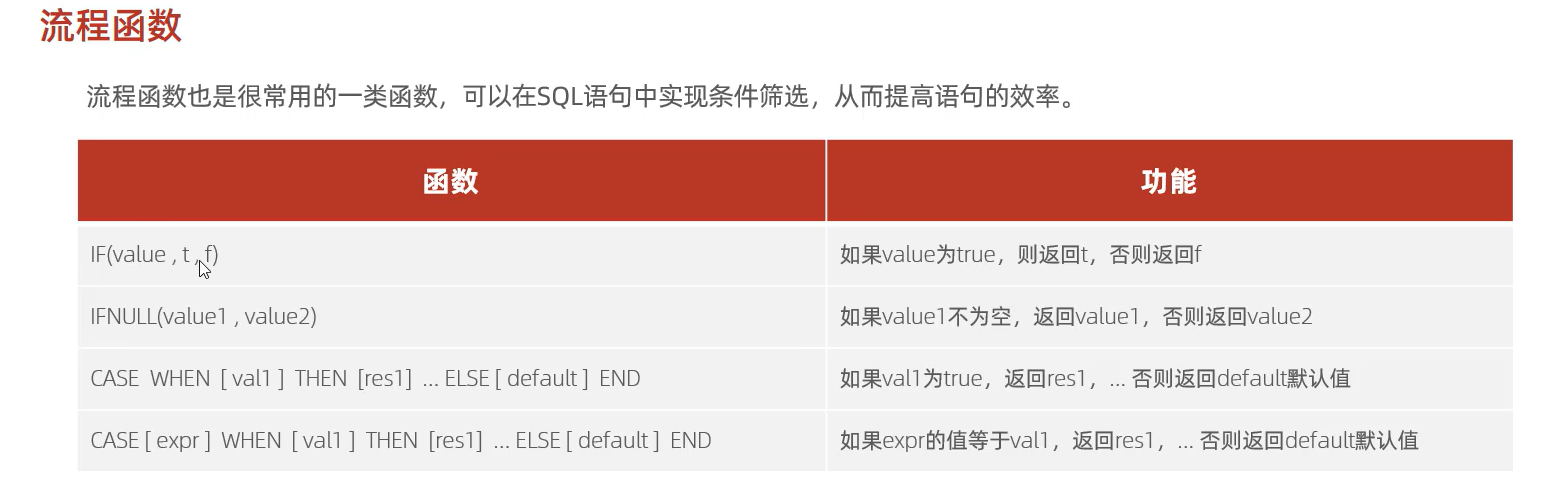 流程函数
流程函数也是很常用的一类函数，可以在SQL语句中实现条件筛选，从而提高语句的效率。
函数 功能
IF(value , t , f) 如果value为true，则返回t，否则返回f
IFNULL(value1 , value2) 如果value1不为空，返回value1，否则返回value2
CASE WHEN [ val1 ] THEN [res1] ... ELSE [ default ] END 如果val1为true，返回res1，... 否则返回default默认值
CASE [ expr ] WHEN [ val1 ] THEN [res1] ... ELSE [ default ] END 如果expr的值等于val1，返回res1，... 否则返回default默认值